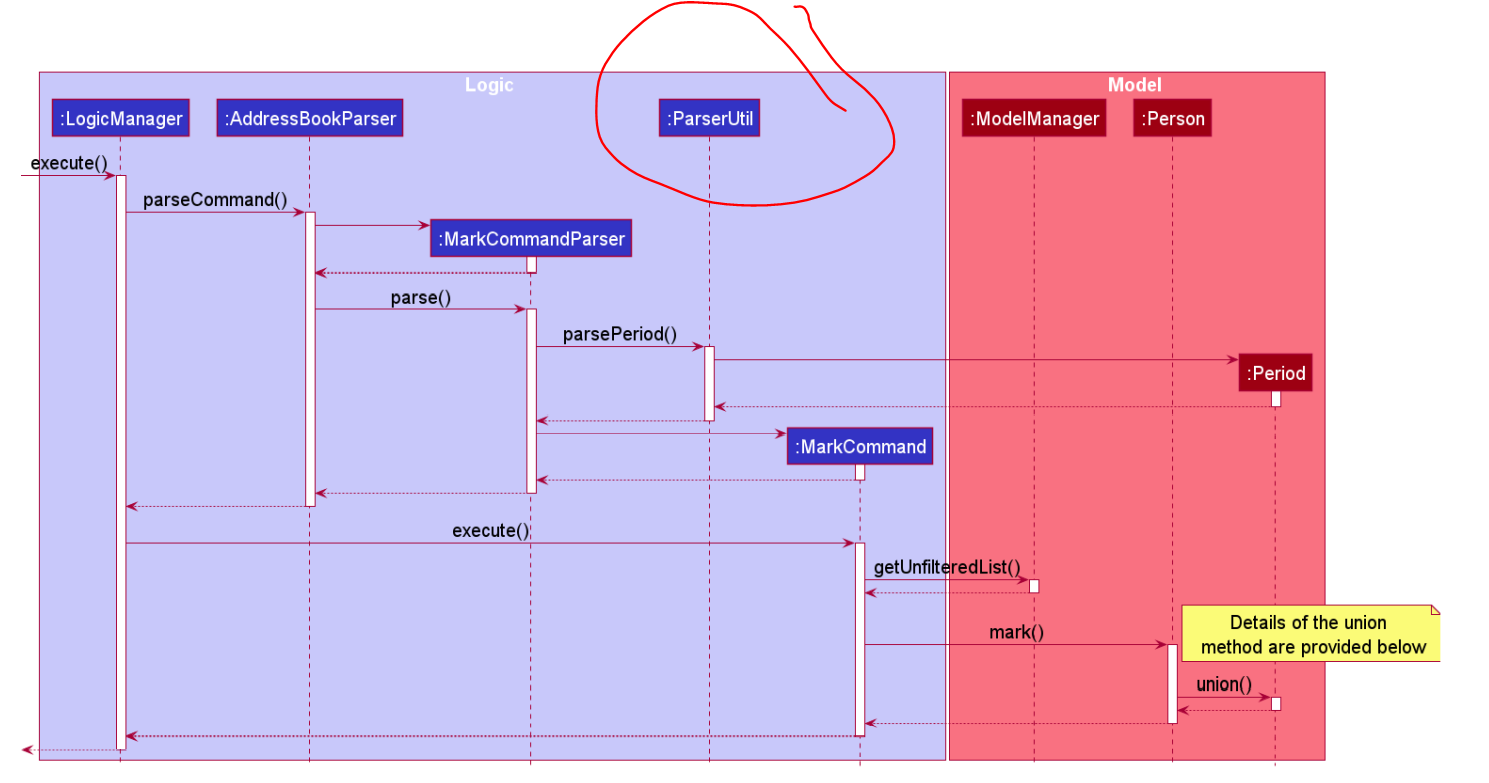 Logic
Model
:LogicManager
:AddressBookParser
:ParserUtil
:ModelManager
:Person
execute()
parseCommand()
:MarkCommandParser
parse()
parsePeriod()
:Period
:MarkCommand
execute()
getUnfilteredList()
Details of the union
method are provided below
mark()
union()